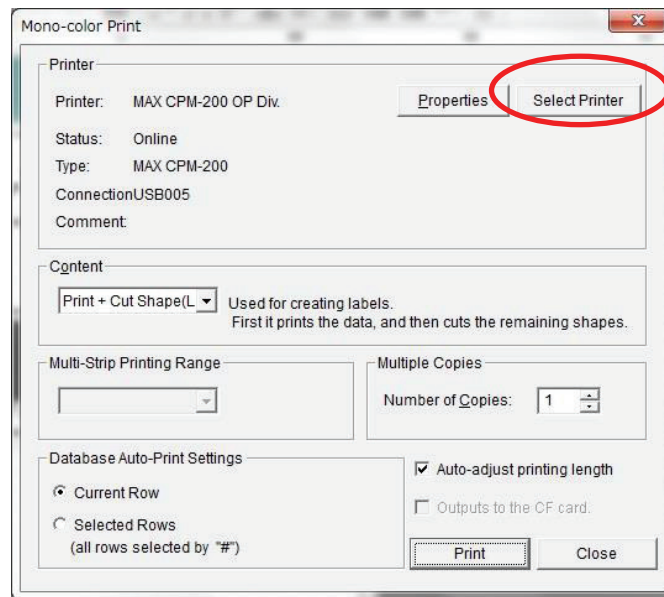 Mono-color Print
Printer
Printer: MAX CPM-200 OP Div. Properties Select Printer
Status: Online
Type: MAX CPM-200
ConnectionUSB005
Comment:
Content
Print + Cut Shape(L Used for creating labels.
First it prints the data, and then cuts the remaining shapes.
Multi-Strip Printing Range Multiple Copies
Number of Copies: 1
Database Auto-Print Settings
Auto-adjust printing length
Current Row
Outputs to the CF card.
Selected Rows
(all rows selected by "#")
Print Close